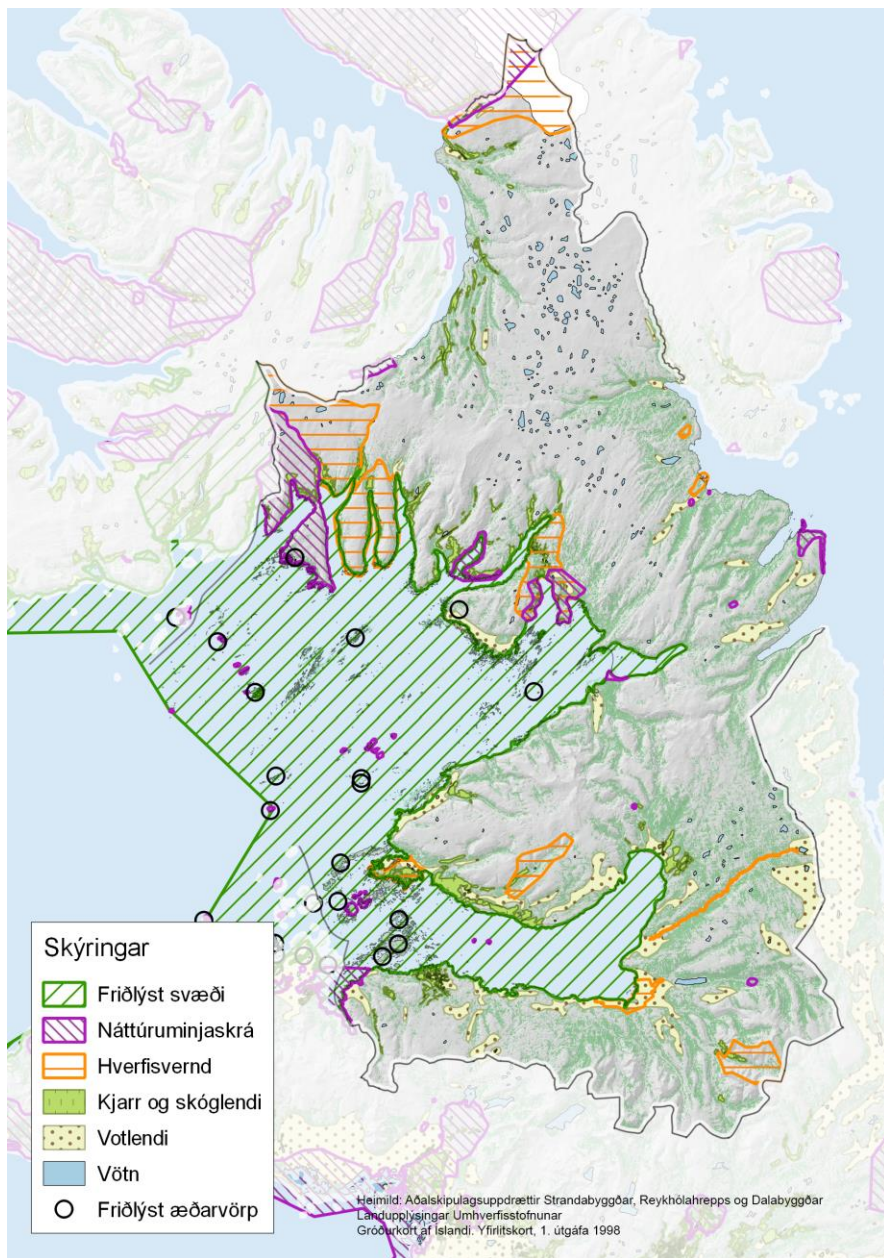 Skýringar
Friðlýst svæði
Náttúruminjaskrá
Hverfisvernd
Kjarr og skóglendi
Votlendi
Vötn
Friðlýst æðarvörp
Heimild: Aðalskipulagsuppdrættir Strandabyggðar, Reykhólahrepps og Dalabyggðar
Landupplýsingar Umhverfisstofnunar
Gróðurkort af Íslandi. Yfirlitskort, 1. útgáfa 1998